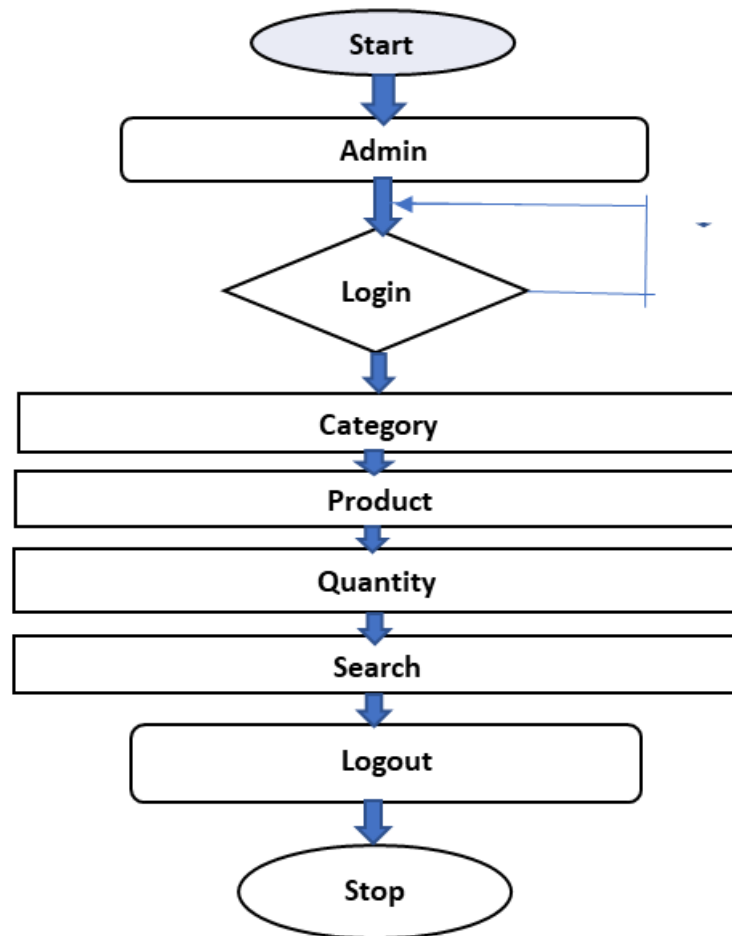 Start
Admin
Login
Category
Product
Quantity
Search
Logout
Stop